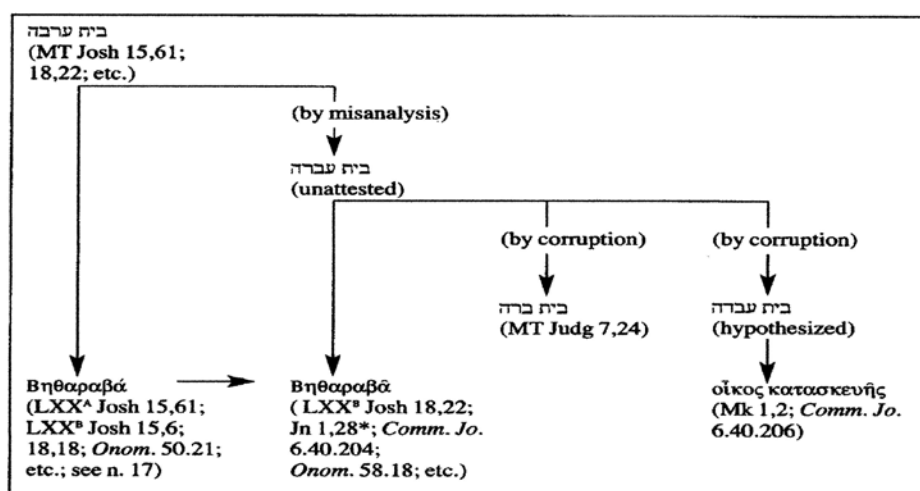 בית ערבה
(MT Josh 15,61;
18,22; etc.)
(by misanalysis)
בית עברה
(unattested)
(by corruption)
(by corruption)
בית ברה
(MT Judg 7,24)
בית עבדה
(hypothesized)
Βηθαραβά
(LXXᴬ Josh 15,61;
LXXᴮ Josh 15,6;
18,18; Onom. 50.21;
etc.; see n. 17)
Βηθαραβᾶ
( LXXᴮ Josh 18,22;
Jn 1,28*; Comm. Jo.
6.40.204;
Onom. 58.18; etc.)
οἶκος κατασκευῆς
(Mk 1,2; Comm. Jo.
6.40.206)